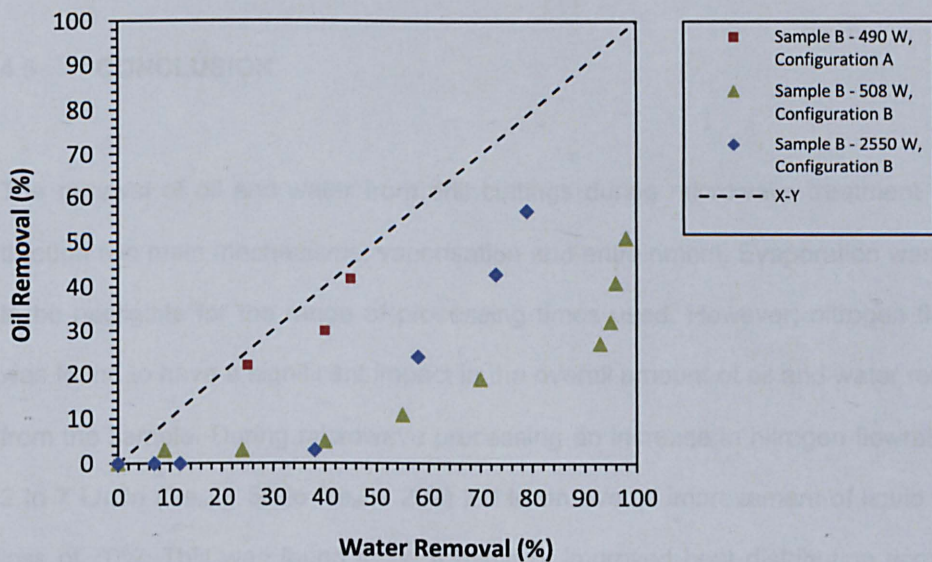 100
90
80
70
60
50
40
30
20
10
0
0 10 20 30 40 50 60 70 80 90 100
Oil Removal (%)
Water Removal (%)
Sample B - 490 W,
Configuration A
Sample B - 508 W,
Configuration B
Sample B - 2550 W,
Configuration B
X-Y